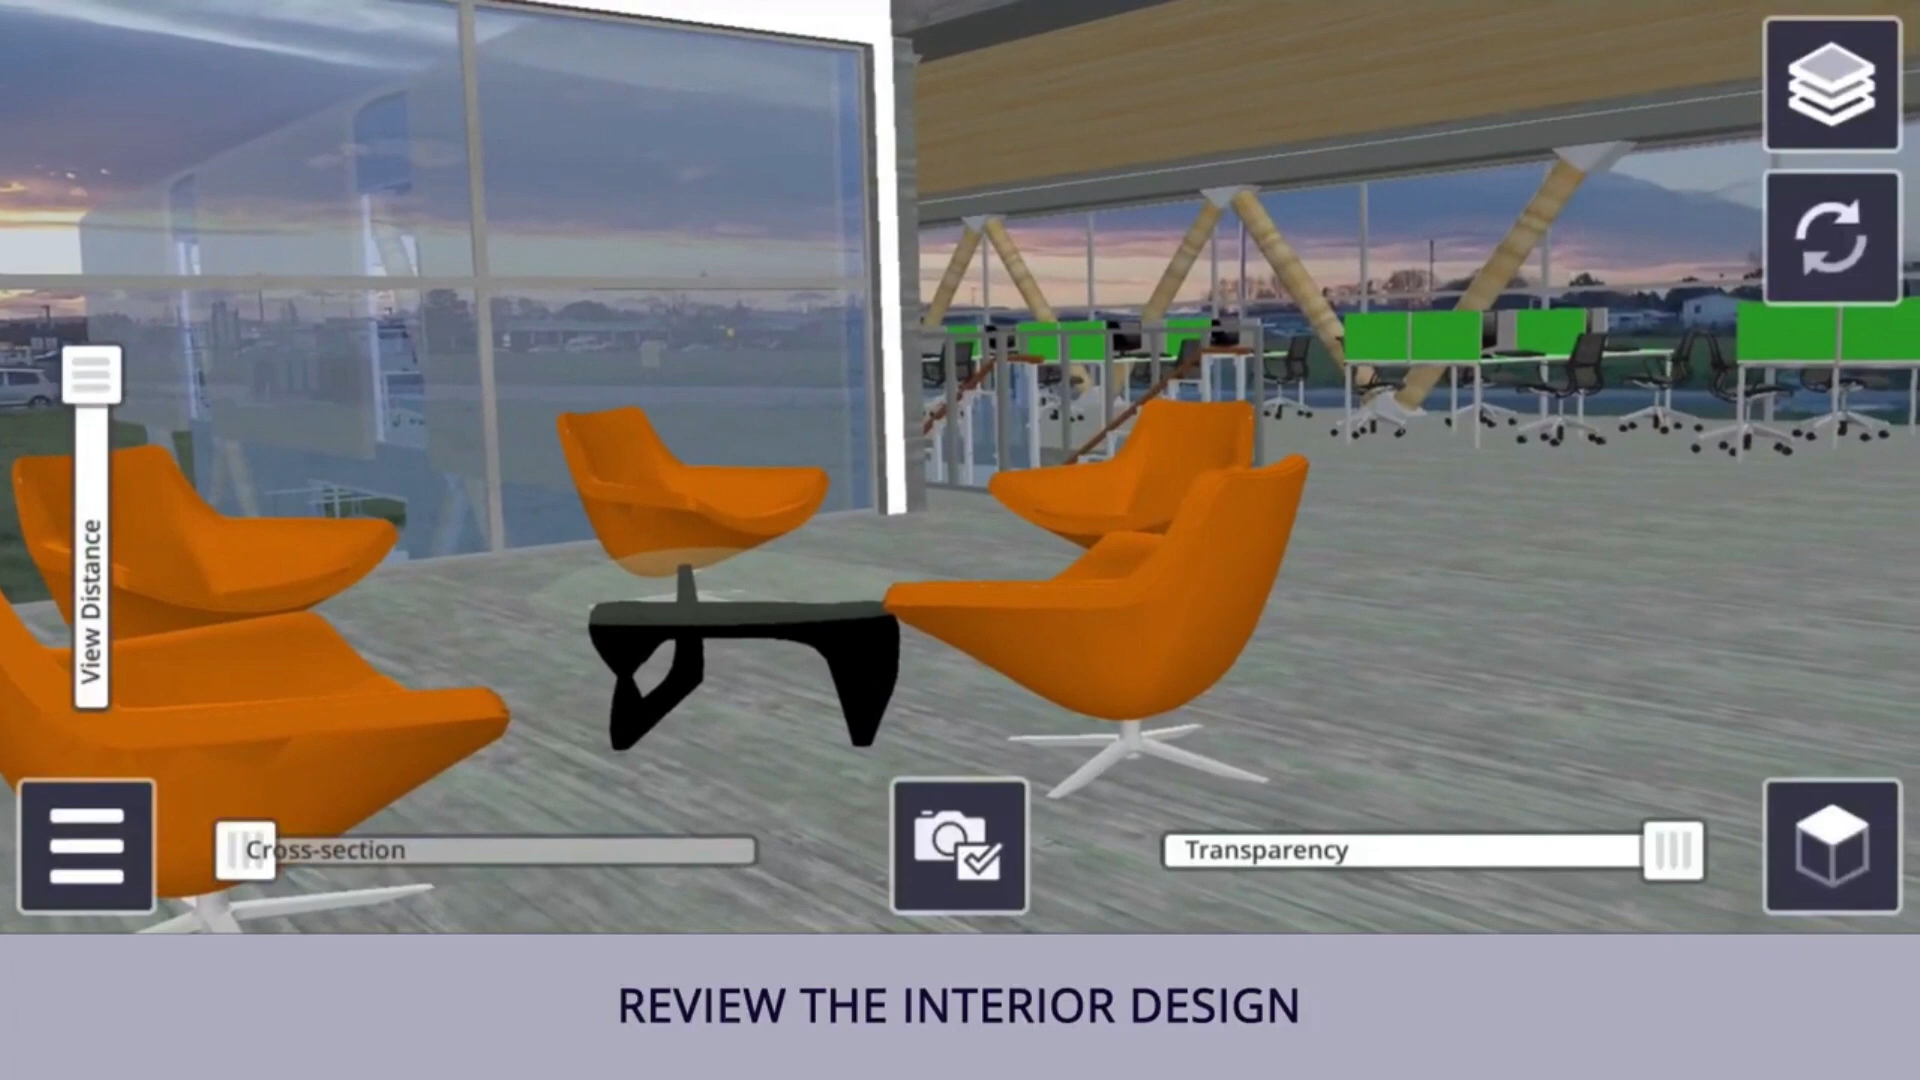 View Distance
Cross-section
Transparency
REVIEW THE INTERIOR DESIGN